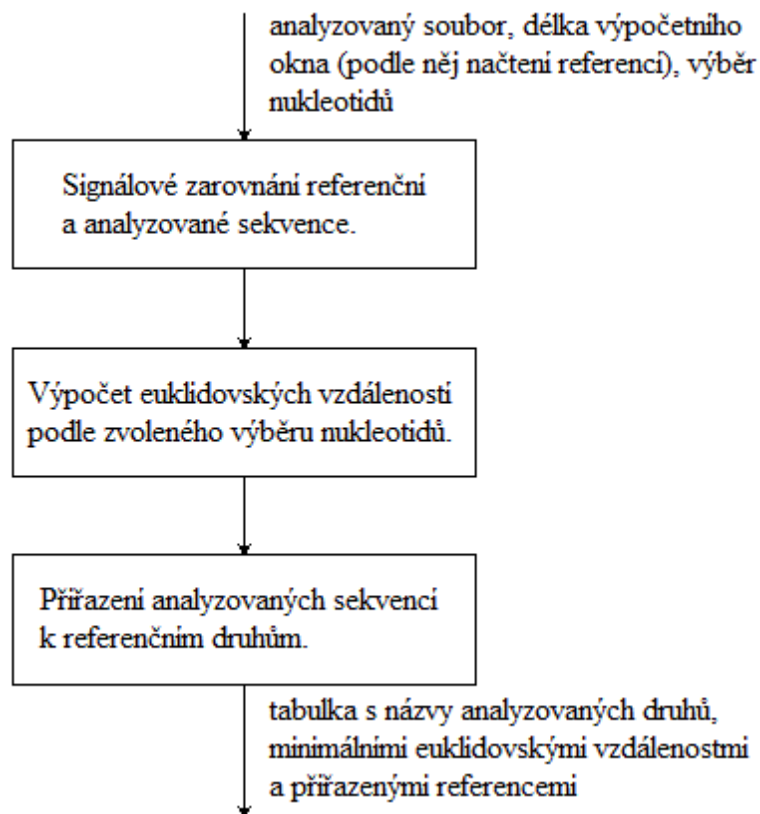 analyzovaný soubor, délka výpočetního
okna (podle něj načtení referencí), výběr
nukleotidů
Signálové zarovnání referenční
a analyzované sekvence.
Výpočet euklidovských vzdáleností
podle zvoleného výběru nukleotidů.
Přiřazení analyzovaných sekvencí
k referenčním druhům.
tabulka s názvy analyzovaných druhů,
minimálními euklidovskými vzdálenostmi
a přiřazenými referencemi